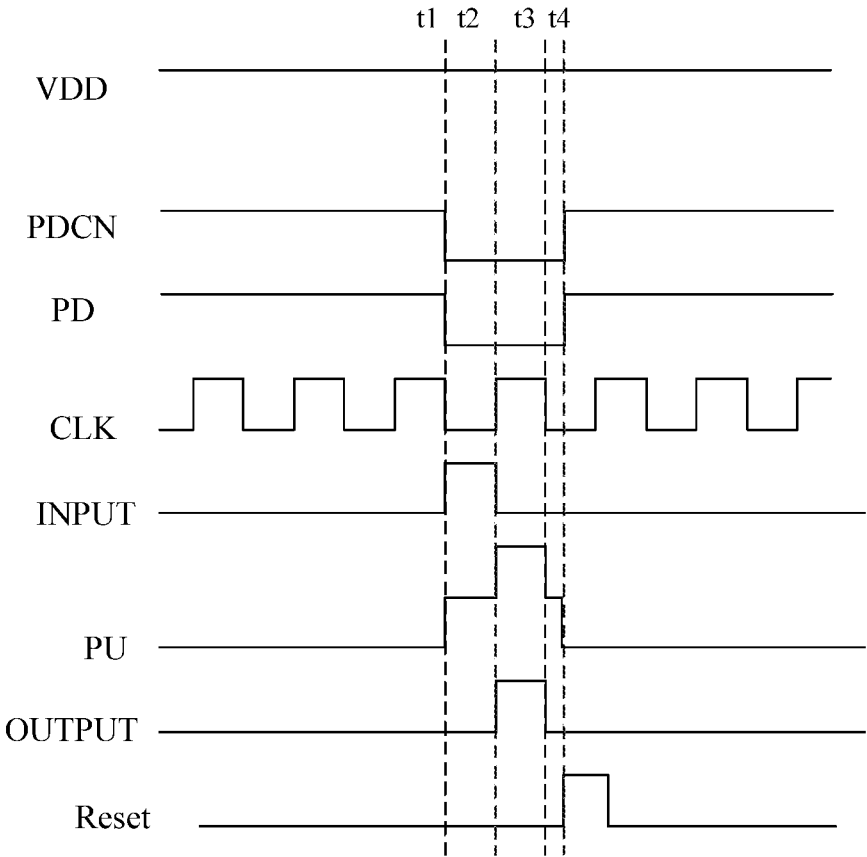 t1 t2 t3 t4
VDD
PDCN
PD
CLK
INPUT
PU
OUTPUT
Reset